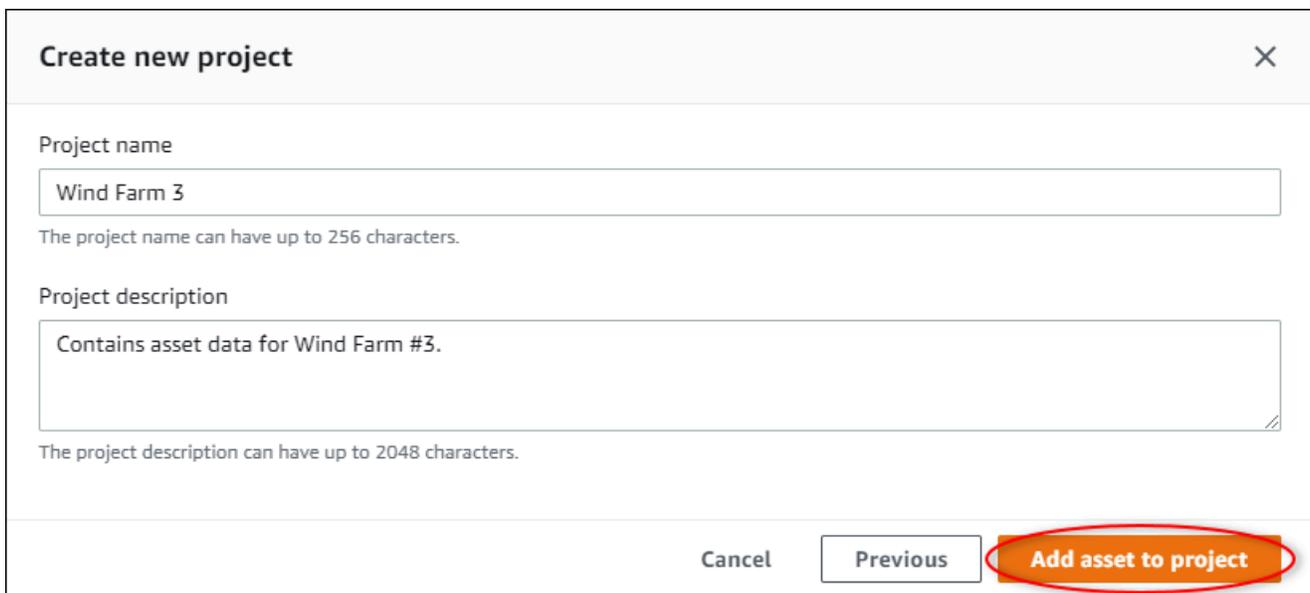 Create new project
Project name
Wind Farm 3
The project name can have up to 256 characters.
Project description
Contains asset data for Wind Farm #3.
The project description can have up to 2048 characters.
Cancel
Previous
Add asset to project